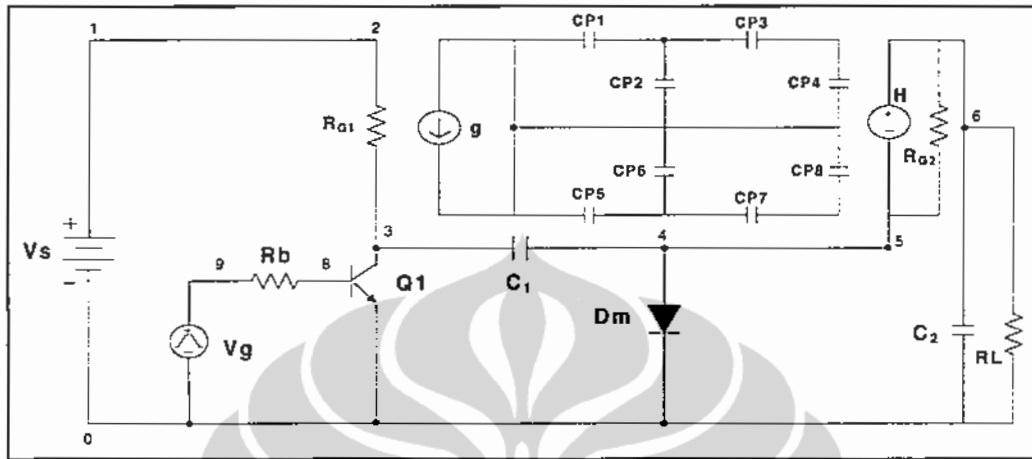 1
2
CP1
CP3
CP2
CP4
H
RG1
g
6
RG2
CP6
CP8
CP5
CP7
3
4
5
+
Vs
-
9
Rb
8
Q1
C1
Dm
Vg
C2
RL
0